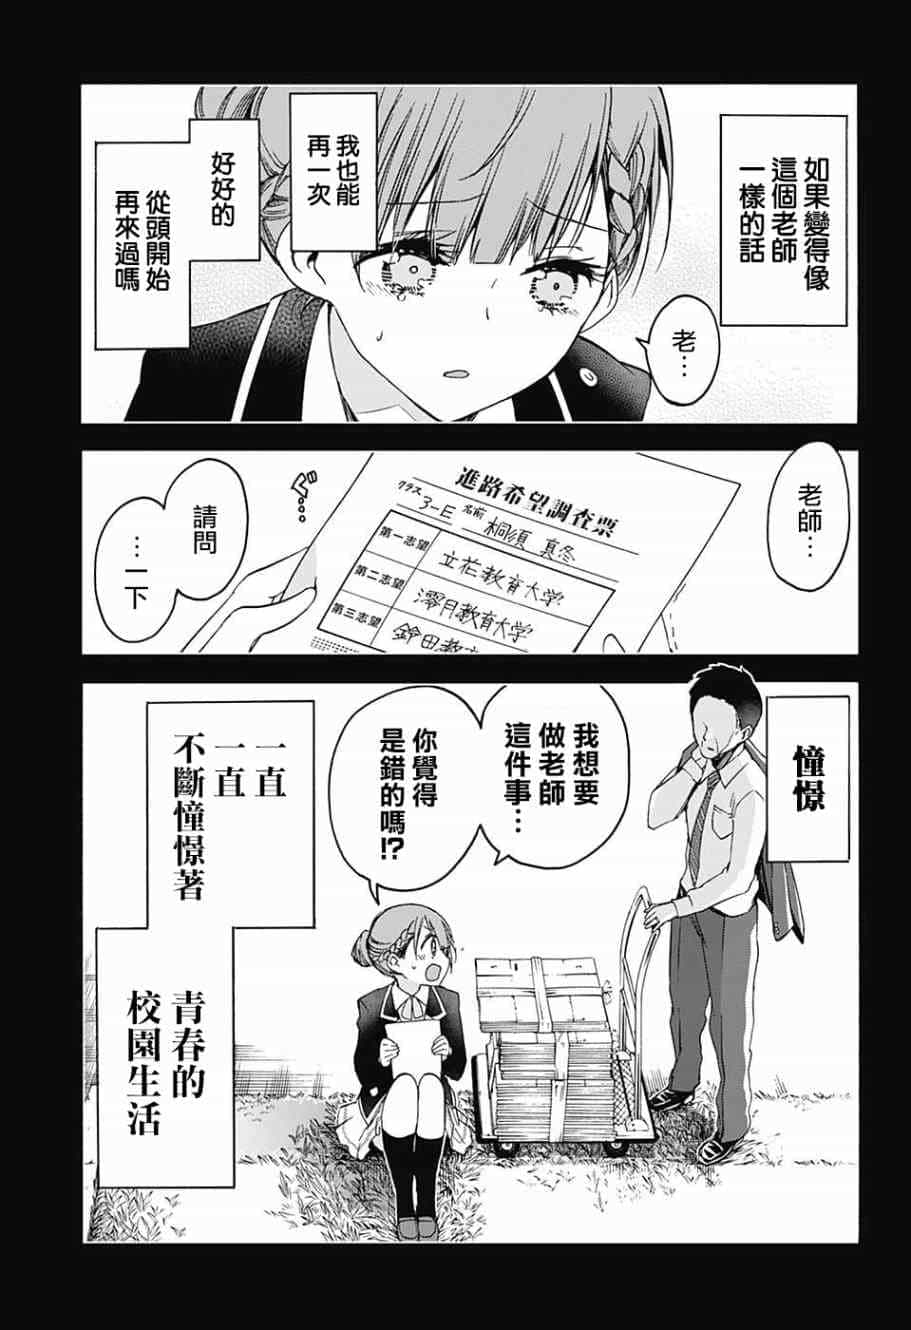 如果變得像
這個老師
一樣的話
我也能
再一次
好好的
從頭開始
再來過嗎
老…
老師…
進路希望調查票
クラス 3-E 名前 桐須 真冬
第一志望 立花教育大学
第二志望 澪月教育大学
第三志望 鈴田教
ぐ…
請問
…一下
憧憬
我想要
做老師
這件事…
你覺得
是錯的嗎!?
一直
一直
不斷憧憬著
青春的
校園生活